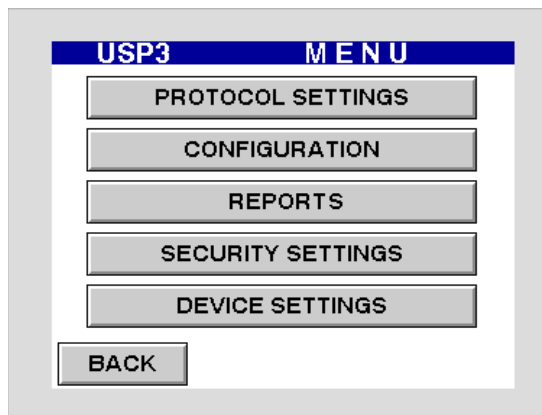 USP3 MENU
PROTOCOL SETTINGS
CONFIGURATION
REPORTS
SECURITY SETTINGS
DEVICE SETTINGS
BACK